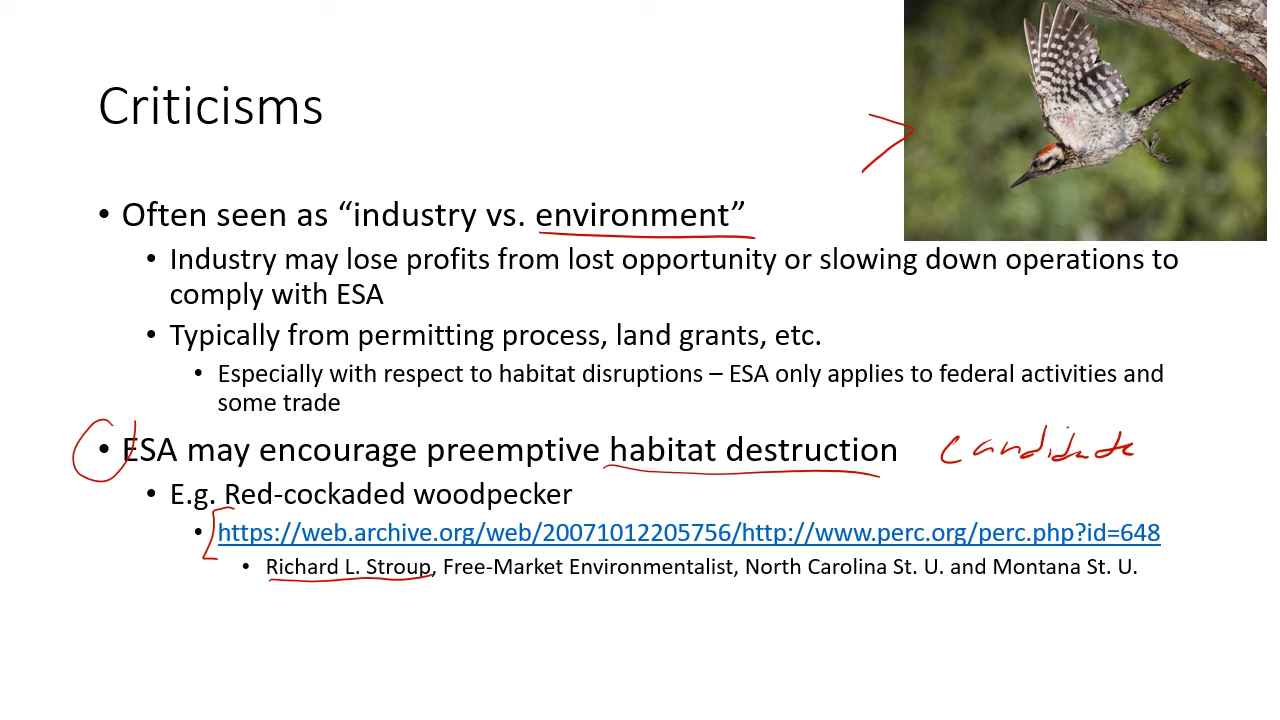 Criticisms
• Often seen as “industry vs. environment”
• Industry may lose profits from lost opportunity or slowing down operations to
comply with ESA
• Typically from permitting process, land grants, etc.
• Especially with respect to habitat disruptions – ESA only applies to federal activities and
some trade
• ESA may encourage preemptive habitat destruction candidate
• E.g. Red-cockaded woodpecker
• https://web.archive.org/web/20071012205756/http://www.perc.org/perc.php?id=648
• Richard L. Stroup, Free-Market Environmentalist, North Carolina St. U. and Montana St. U.